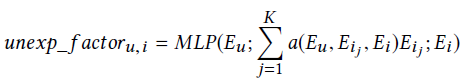 unexp_factor_{u,i} = MLP(E_u; \sum_{j=1}^{K} a(E_u, E_{i_j}, E_i)E_{i_j}; E_i)